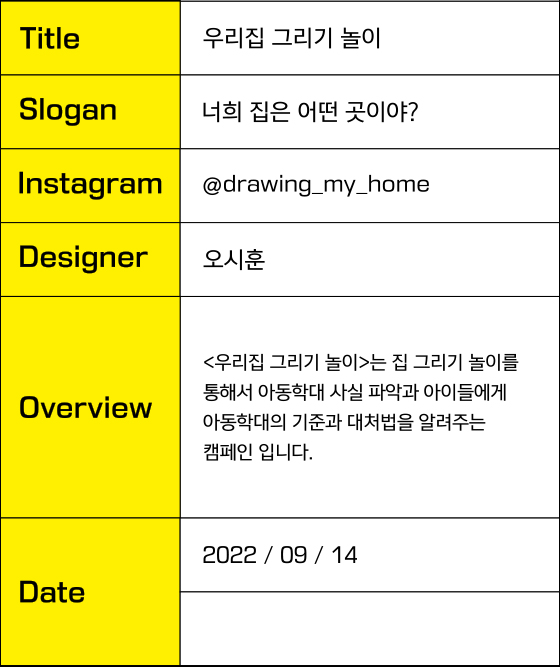 Title
우리집 그리기 놀이
Slogan
너희 집은 어떤 곳이야?
Instagram
@drawing_my_home
Designer
오시훈
Overview
<우리집 그리기 놀이>는 집 그리기 놀이를
통해서 아동학대 사실 파악과 아이들에게
아동학대의 기준과 대처법을 알려주는
캠페인 입니다.
Date
2022 / 09 / 14